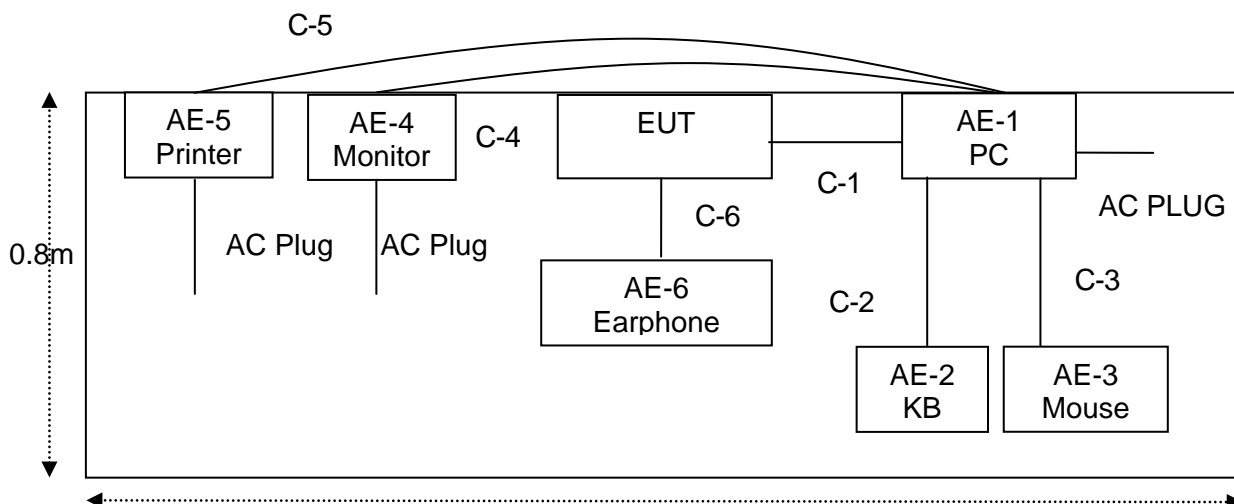 C-5
AE-5
Printer
AE-4
Monitor
C-4
EUT
C-1
AE-1
PC
AC PLUG
C-6
AC Plug
AC Plug
0.8m
AE-6
Earphone
C-2
C-3
AE-2
KB
AE-3
Mouse